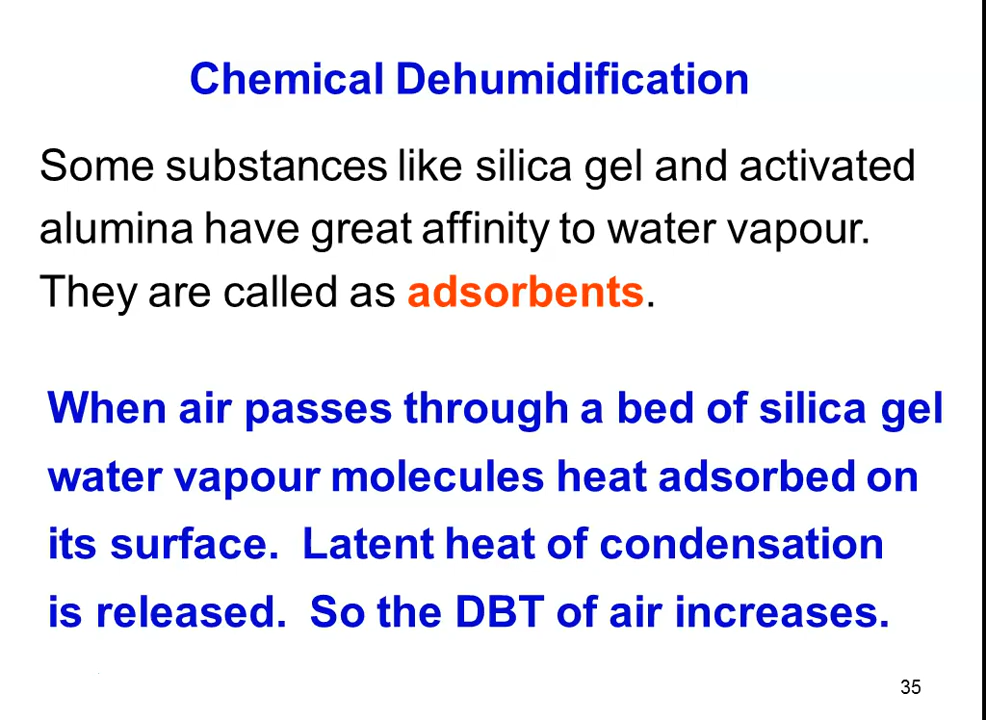 Chemical Dehumidification
Some substances like silica gel and activated
alumina have great affinity to water vapour.
They are called as adsorbents.
When air passes through a bed of silica gel
water vapour molecules heat adsorbed on
its surface.  Latent heat of condensation
is released.  So the DBT of air increases.
35